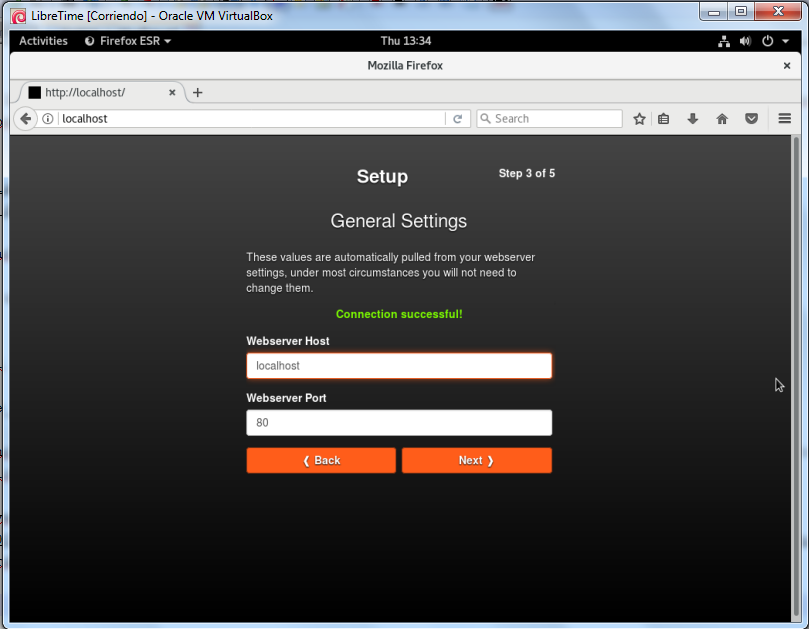 LibreTime [Corriendo] - Oracle VM VirtualBox
Activities Firefox ESR Thu 13:34
Mozilla Firefox
http://localhost/
localhost Search
Setup Step 3 of 5
General Settings
These values are automatically pulled from your webserver
settings, under most circumstances you will not need to
change them.
Connection successful!
Webserver Host
localhost
Webserver Port
80
❰ Back Next ❱